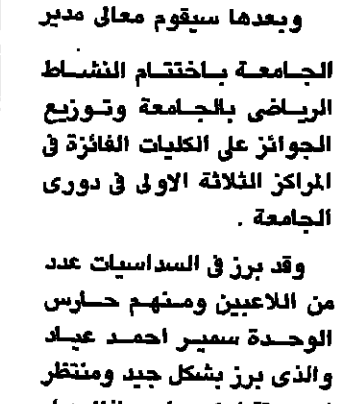 وبعدها سيقوم معالى مدير
الجامعة باختتام النشاط
الرياضى بالجامعة وتوزيع
الجوائز على الكليات الفائزة فى
المراكز الثلاثة الاولى فى دورى
الجامعة .
وقد برز فى السداسيات عدد
من اللاعبين ومنهم حارس
الوحدة سمير احمد عباد
والذى برز بشكل جيد ومنتظر